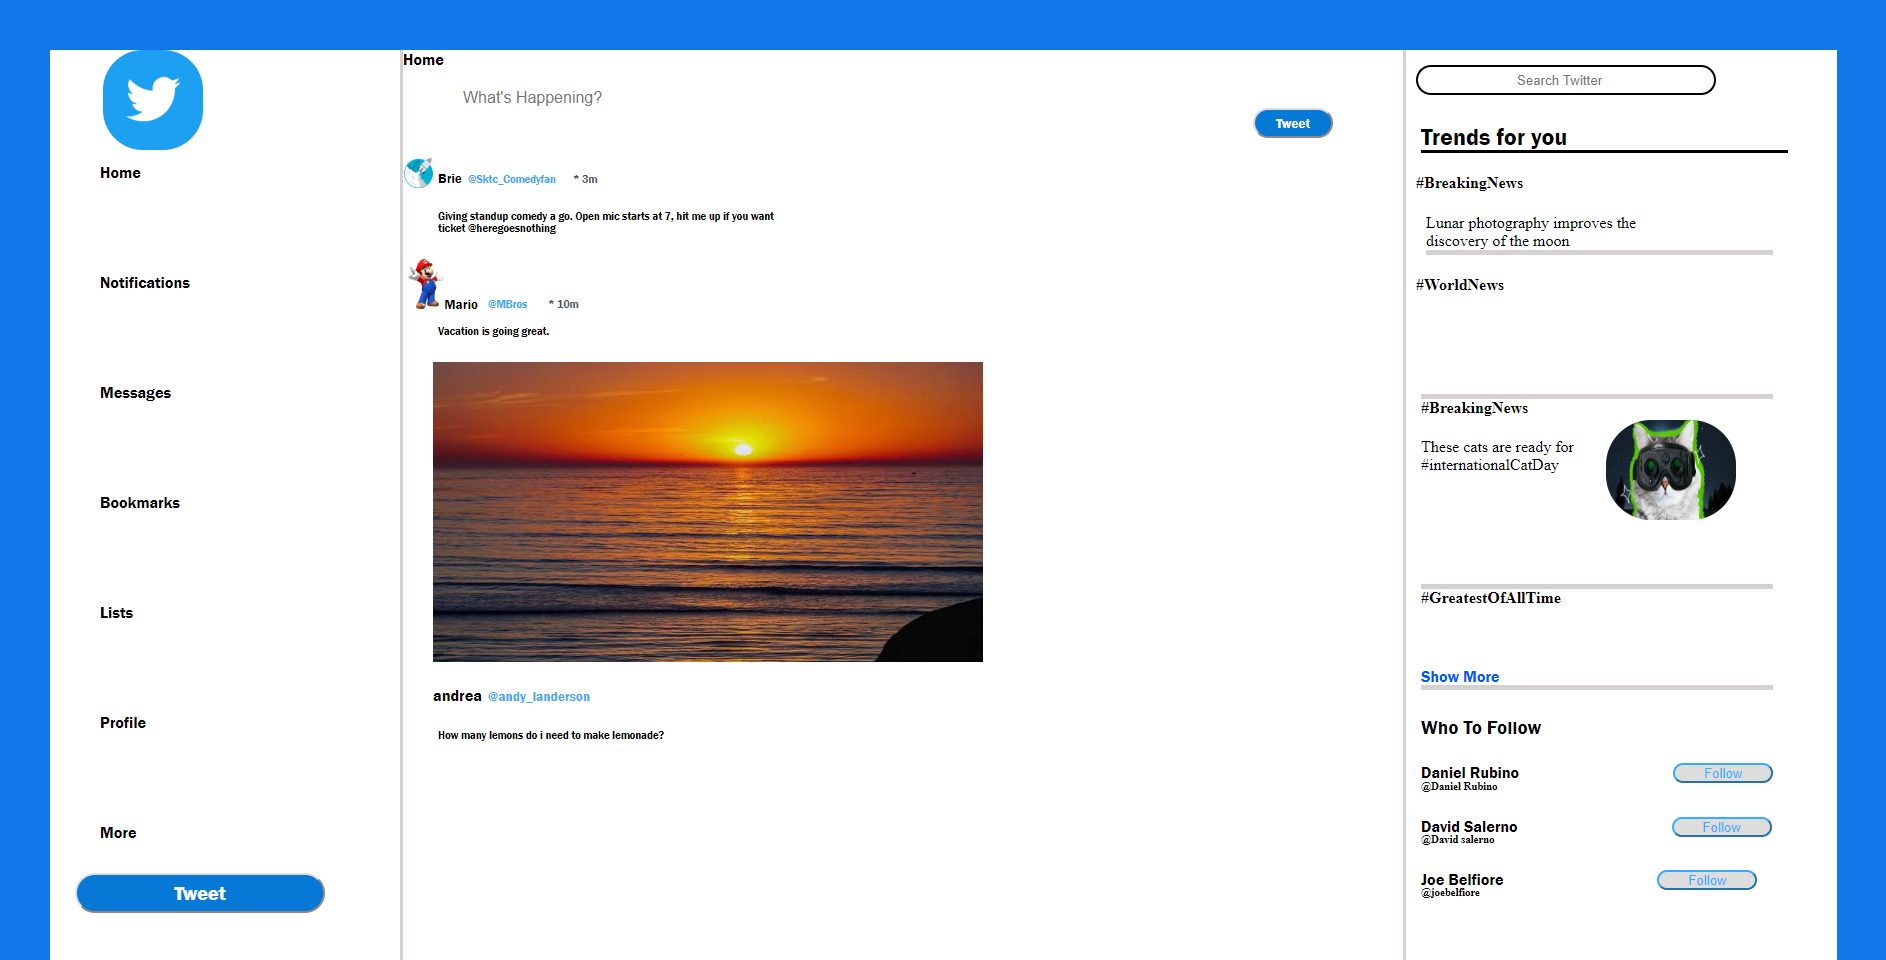 Home
Notifications
Messages
Bookmarks
Lists
Profile
More
Tweet
Home
What's Happening?
Tweet
Brie @Sktc_Comedyfan * 3m
Giving standup comedy a go. Open mic starts at 7, hit me up if you want
ticket @heregoesnothing
Mario @MBros * 10m
Vacation is going great.
andrea @andy_landerson
How many lemons do i need to make lemonade?
Search Twitter
Trends for you
#BreakingNews
Lunar photography improves the
discovery of the moon
#WorldNews
#BreakingNews
These cats are ready for
#internationalCatDay
#GreatestOfAllTime
Show More
Who To Follow
Daniel Rubino
@Daniel Rubino
Follow
David Salerno
@David salerno
Follow
Joe Belfiore
@joebelfiore
Follow